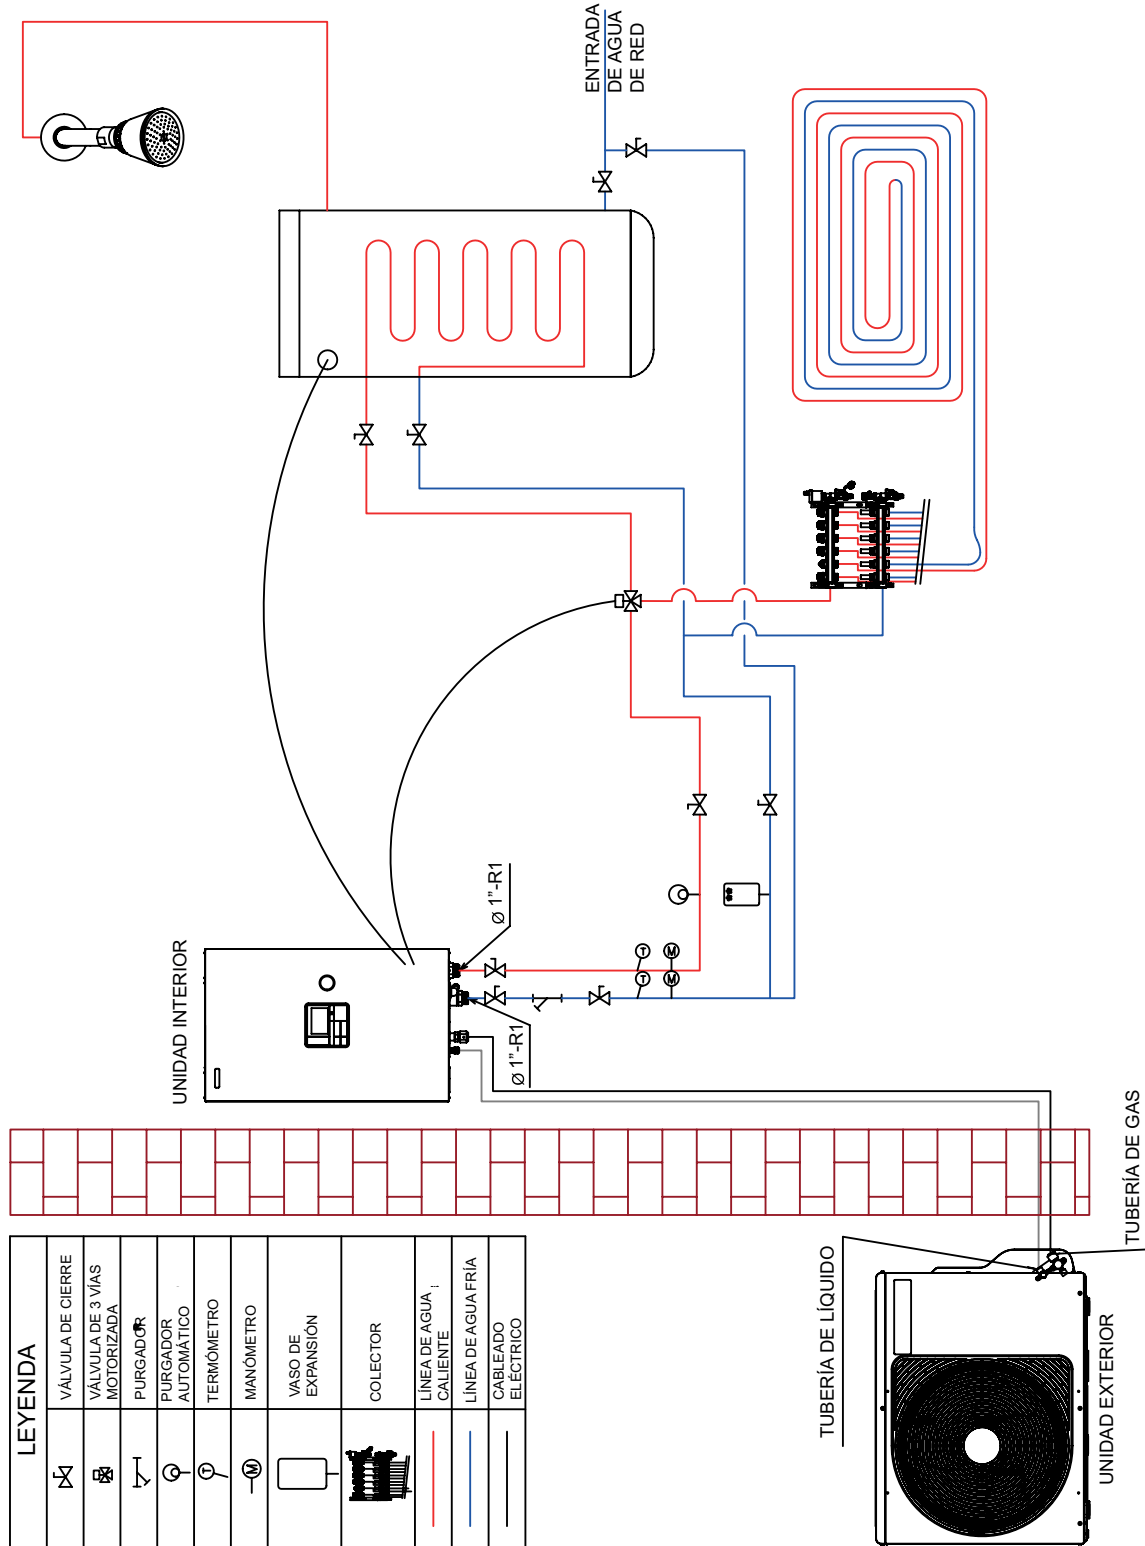 LEYENDA
VÁLVULA DE CIERRE
VÁLVULA DE 3 VÍAS
MOTORIZADA
PURGADOR
PURGADOR
AUTOMÁTICO
T
TERMÓMETRO
M
MANÓMETRO
VASO DE
EXPANSIÓN
COLECTOR
LÍNEA DE AGUA
CALIENTE
LÍNEA DE AGUA FRÍA
CABLEADO
ELÉCTRICO
UNIDAD EXTERIOR
TUBERÍA DE LÍQUIDO
TUBERÍA DE GAS
UNIDAD INTERIOR
Ø 1"-R1
Ø 1"-R1
T
M
T
M
ENTRADA
DE AGUA
DE RED